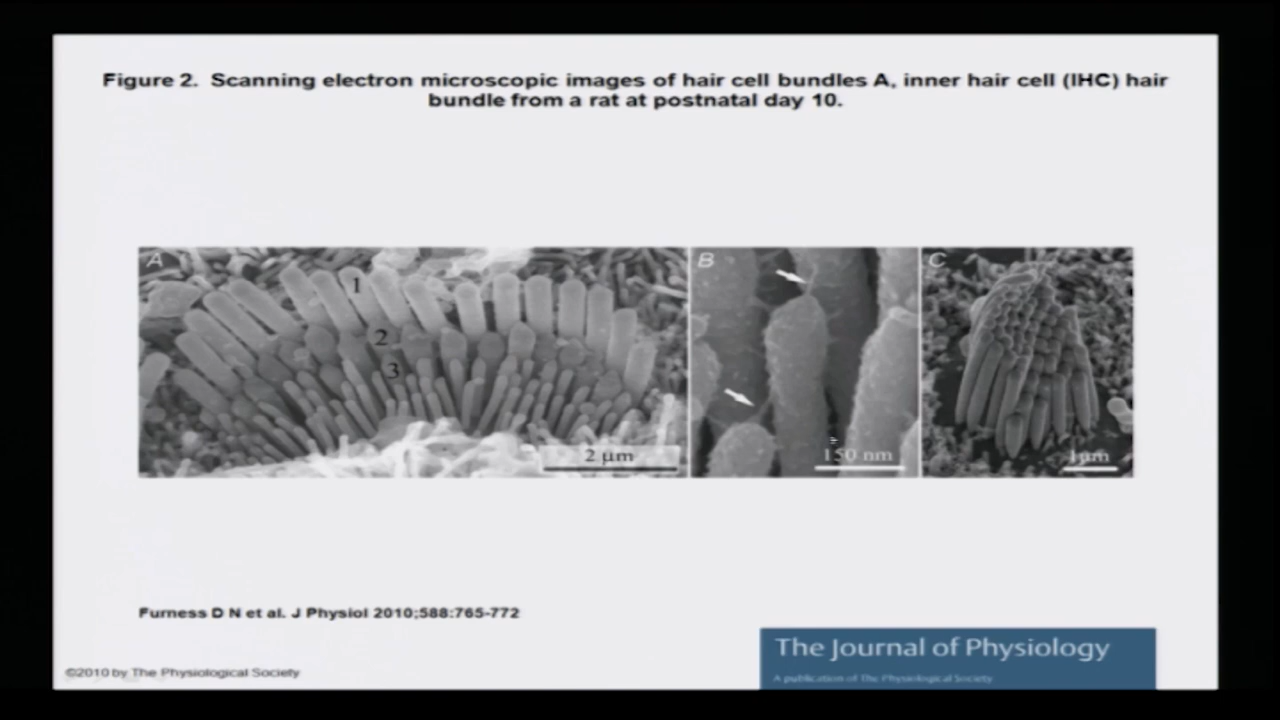 Figure 2. Scanning electron microscopic images of hair cell bundles A, inner hair cell (IHC) hair
bundle from a rat at postnatal day 10.
A
1
2
3
2 µm
B
150 nm
C
1µm
Furness D N et al. J Physiol 2010;588:765-772
The Journal of Physiology
A publication of The Physiological Society
©2010 by The Physiological Society